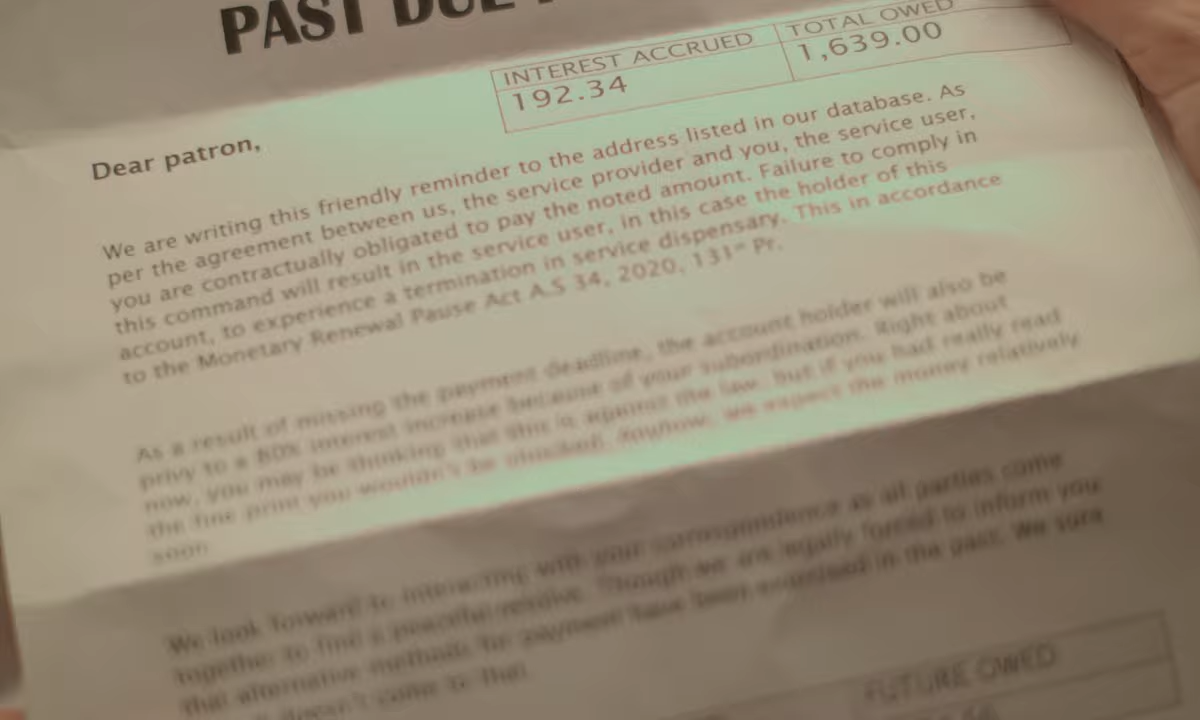 PAST DUE
INTEREST ACCRUED
TOTAL OWED
192.34
1,639.00
Dear patron,
We are writing this friendly reminder to the address listed in our database. As
per the agreement between us, the service provider and you, the service user,
you are contractually obligated to pay the noted amount. Failure to comply in
this command will result in the service user, in this case the holder of this
account, to experience a termination in service dispensary. This in accordance
to the Monetary Renewal Pause Act A.S 34, 2020, 131 Pr.
As a result of missing the payment deadline, the account holder will also be
privy to a 80% interest increase because of your subordination. Right about
now, you may be thinking that this is against the law, but if you had really read
the fine print you wouldn't be shocked. Anyhow, we expect the money relatively
soon.
We look forward to interacting with your correspondence as all parties come
together to find a peaceful resolve. Though we are legally forced to inform you
that alternative methods for payment have been exercised in the past. We sure
doesn't come to that.
FUTURE OWED